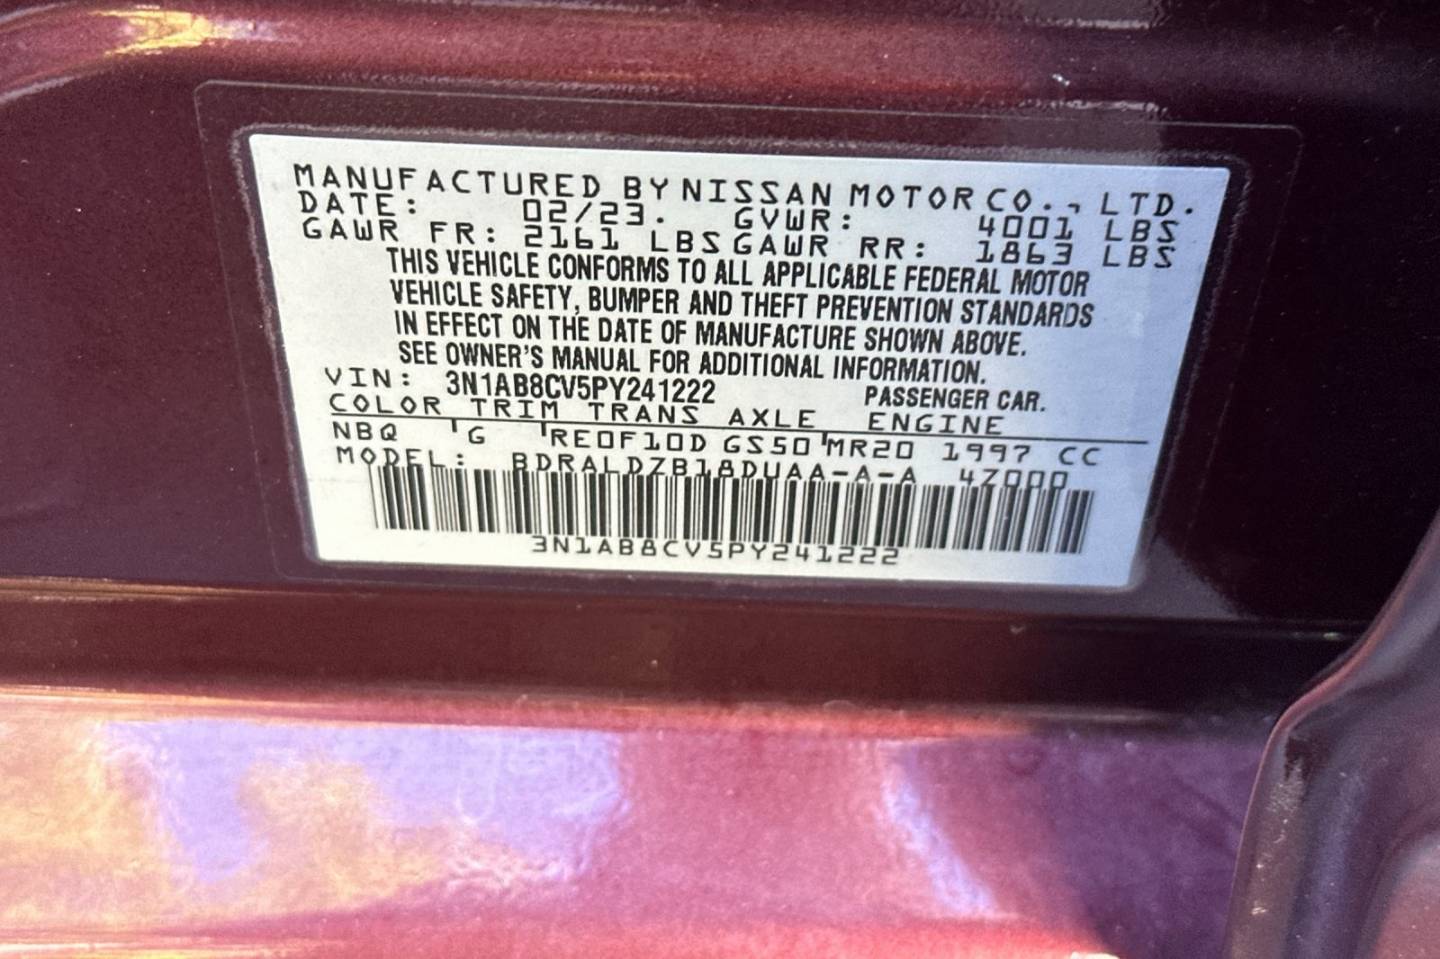 MANUFACTURED BY NISSAN MOTOR CO., LTD.
DATE: 02/23. GVWR: 4001 LBS
GAWR FR: 2161 LBS GAWR RR: 1863 LBS
THIS VEHICLE CONFORMS TO ALL APPLICABLE FEDERAL MOTOR
VEHICLE SAFETY, BUMPER AND THEFT PREVENTION STANDARDS
IN EFFECT ON THE DATE OF MANUFACTURE SHOWN ABOVE.
SEE OWNER'S MANUAL FOR ADDITIONAL INFORMATION.
VIN: 3N1AB8CV5PY241222 PASSENGER CAR.
COLOR TRIM TRANS AXLE ENGINE
NBQ G RE0F10D GS50 MR20 1997 CC
MODEL: BDRALDZB18DUAA-A-A 4Z000
3N1AB8CV5PY241222